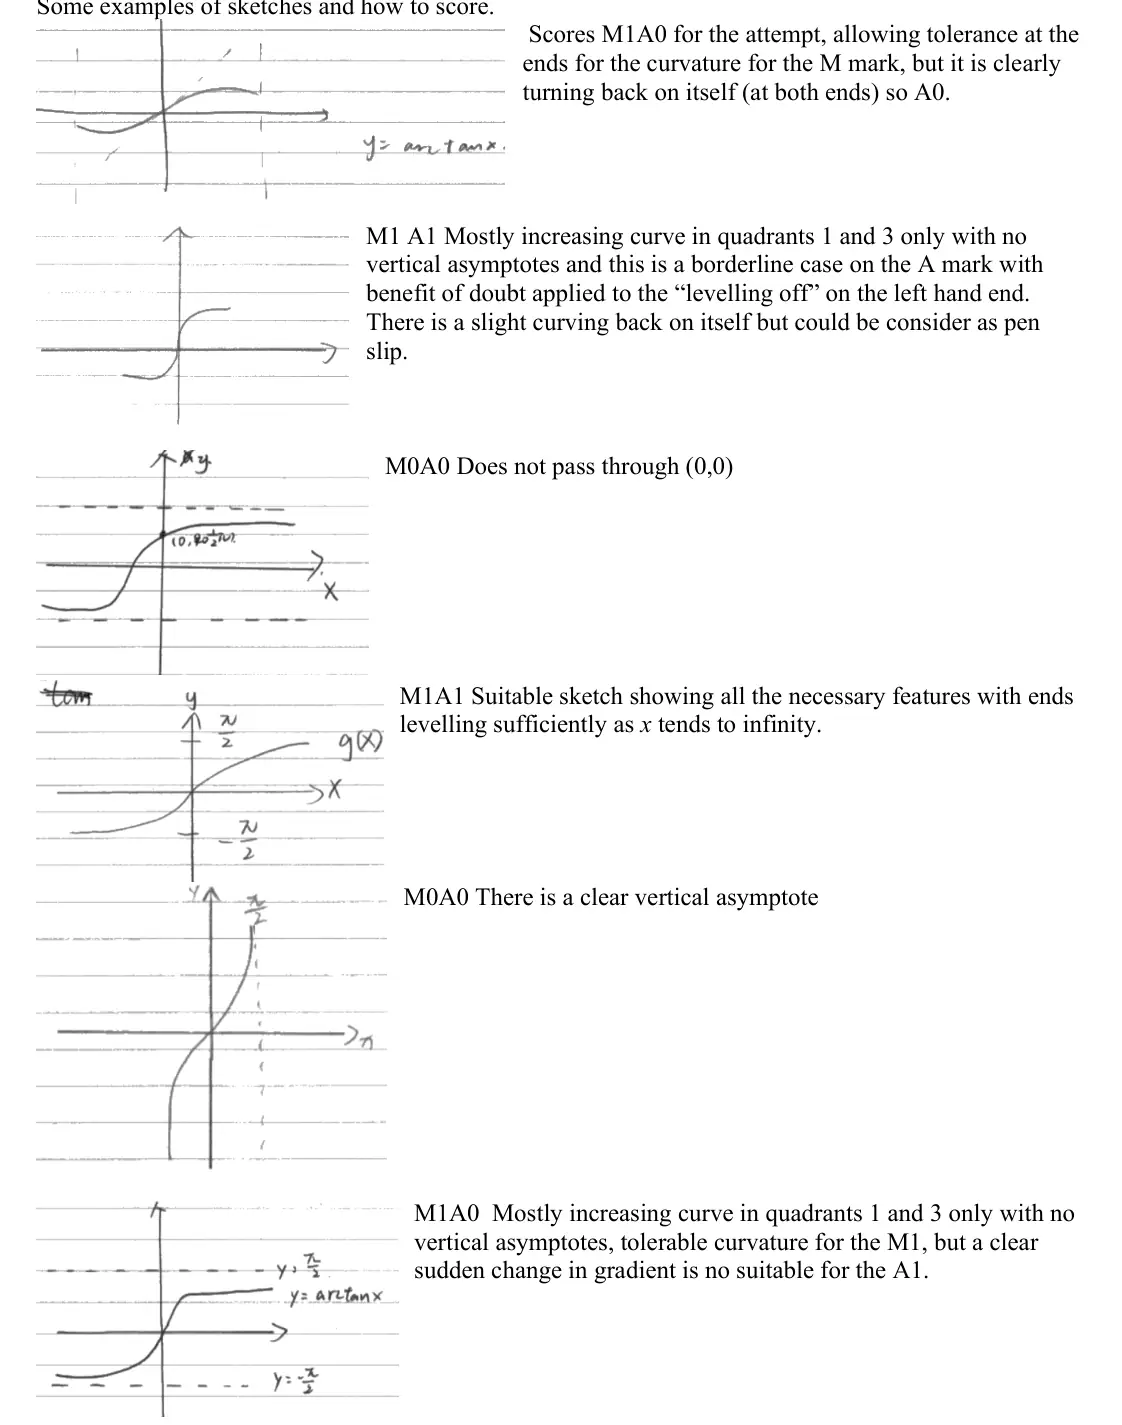 Some examples of sketches and how to score.
Scores M1A0 for the attempt, allowing tolerance at the
ends for the curvature for the M mark, but it is clearly
turning back on itself (at both ends) so A0.
y= arctanx.
M1 A1 Mostly increasing curve in quadrants 1 and 3 only with no
vertical asymptotes and this is a borderline case on the A mark with
benefit of doubt applied to the “levelling off” on the left hand end.
There is a slight curving back on itself but could be consider as pen
slip.
y
M0A0 Does not pass through (0,0)
x
tan
y
π/2
g(x)
M1A1 Suitable sketch showing all the necessary features with ends
levelling sufficiently as x tends to infinity.
x
-π/2
y
π/2
M0A0 There is a clear vertical asymptote
M1A0 Mostly increasing curve in quadrants 1 and 3 only with no
vertical asymptotes, tolerable curvature for the M1, but a clear
sudden change in gradient is no suitable for the A1.
y=π/2
y= arctanx
y=-π/2